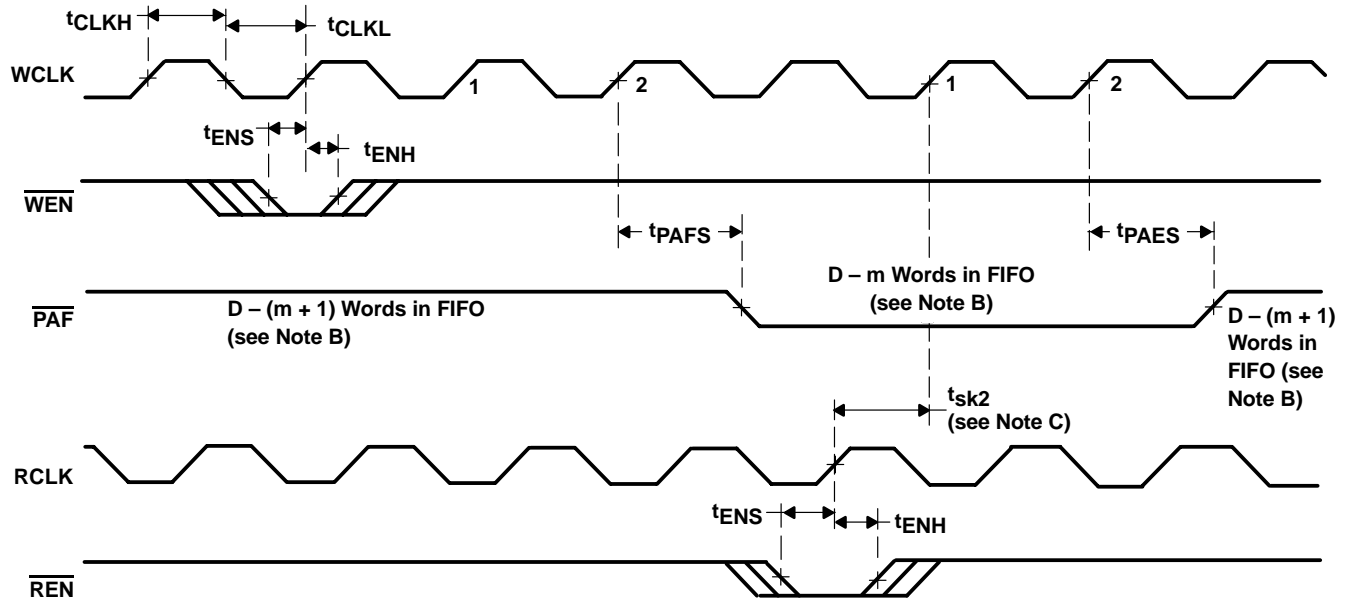 tCLKH
tCLKL
WCLK
1
2
1
2
tENS
tENH
WEN
tPAFS
tPAES
D – m Words in FIFO
(see Note B)
PAF
D – (m + 1) Words in FIFO
(see Note B)
D – (m + 1)
Words in
FIFO (see
Note B)
tsk2
(see Note C)
RCLK
tENS
tENH
REN